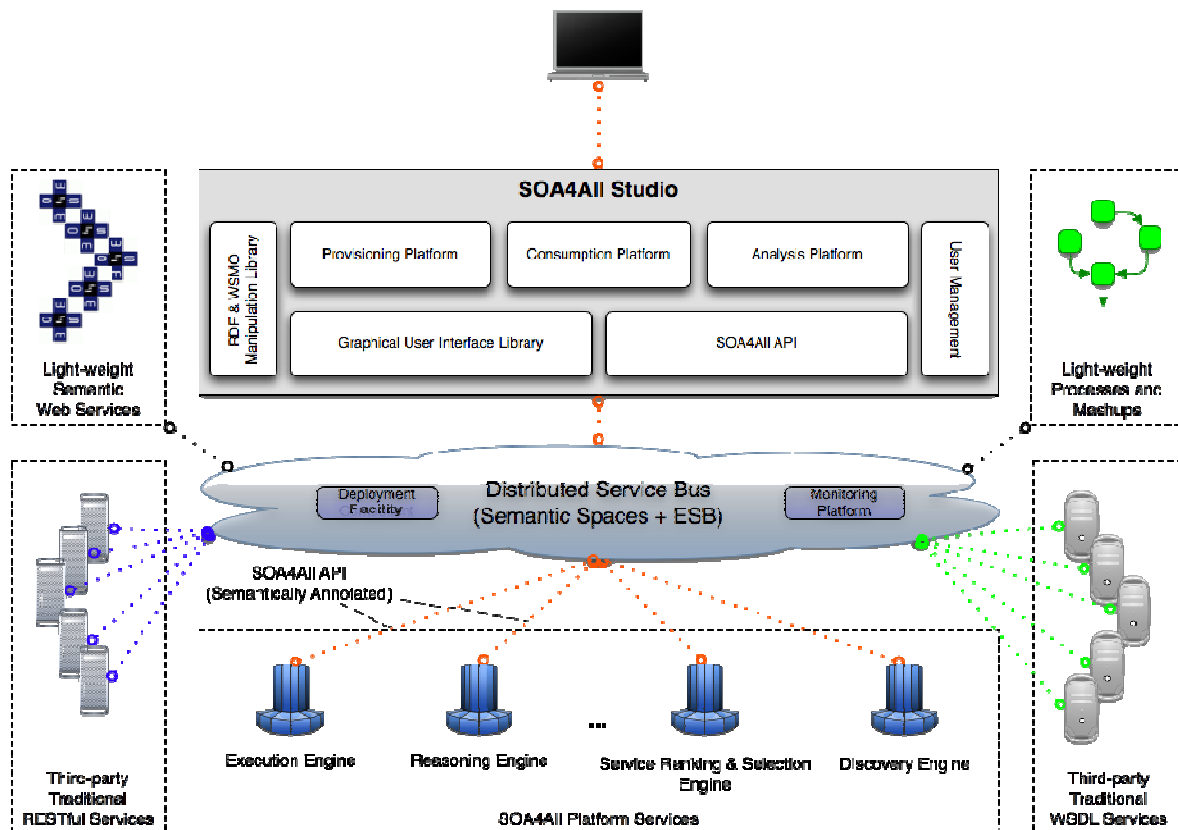 SOA4All Studio
RDF & WSMO
Manipulation Library
Provisioning Platform
Consumption Platform
Analysis Platform
User Management
Graphical User Interface Library
SOA4All API
Light-weight
Semantic
Web Services
Light-weight
Processes and
Mashups
Deployment
Facility
Distributed Service Bus
(Semantic Spaces + ESB)
Monitoring
Platform
SOA4All API
(Semantically Annotated)
Execution Engine
Reasoning Engine
...
Service Ranking & Selection
Engine
Discovery Engine
SOA4All Platform Services
Third-party
Traditional
RESTful Services
Third-party
Traditional
WSDL Services